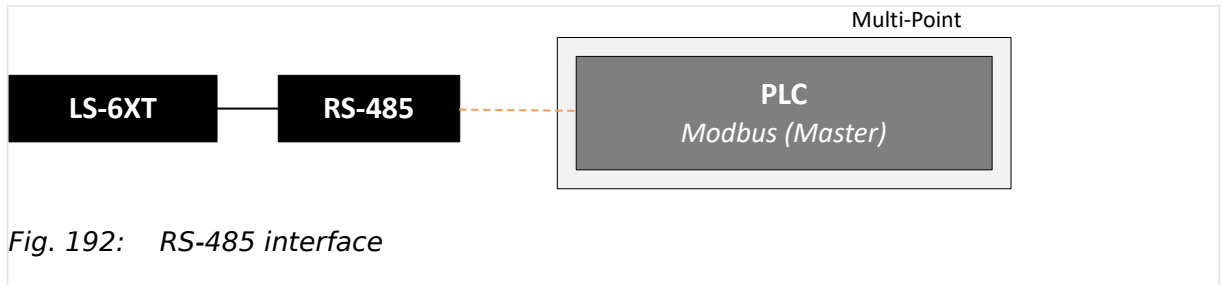 Multi-Point
LS-6XT
RS-485
PLC
Modbus (Master)
Fig. 192: RS-485 interface